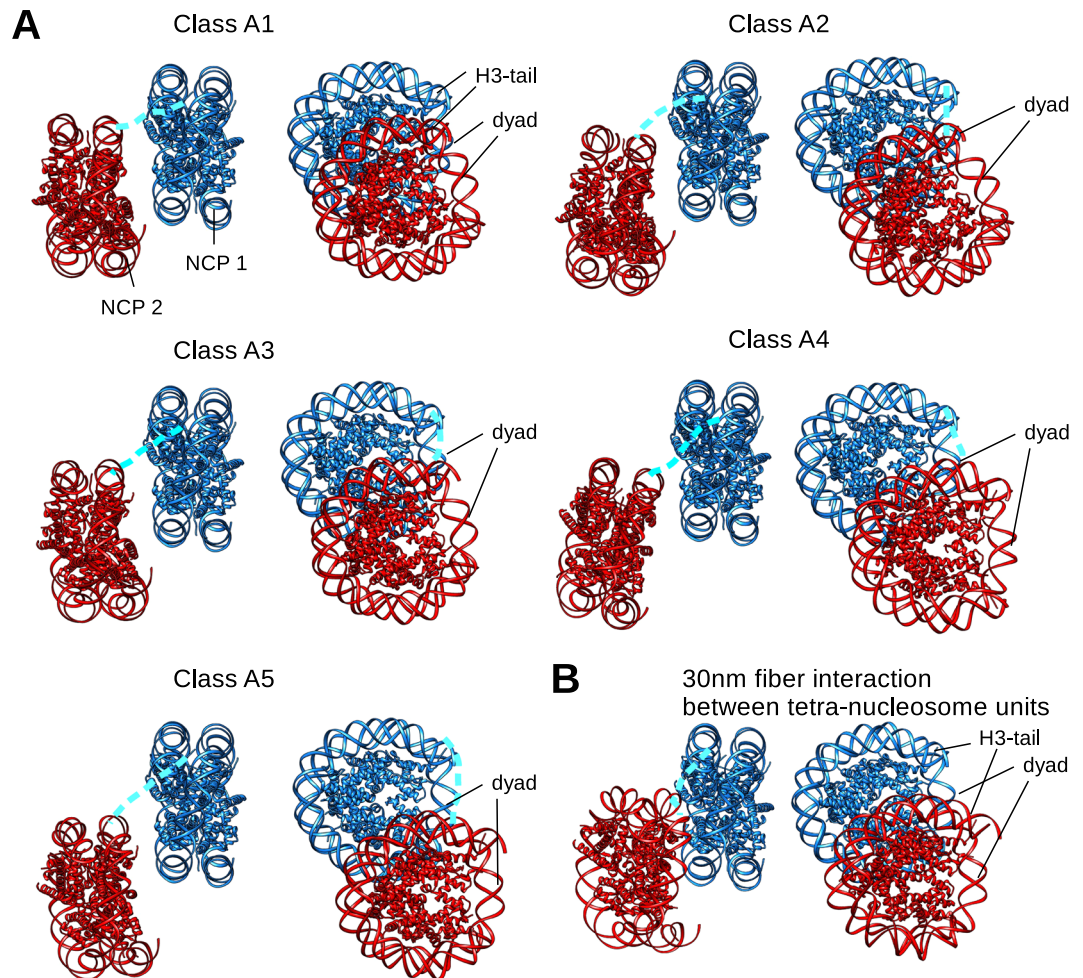 A
Class A1
Class A2
H3-tail
dyad
dyad
NCP 1
NCP 2
Class A3
Class A4
dyad
dyad
Class A5
B
30nm fiber interaction
between tetra-nucleosome units
H3-tail
dyad
dyad